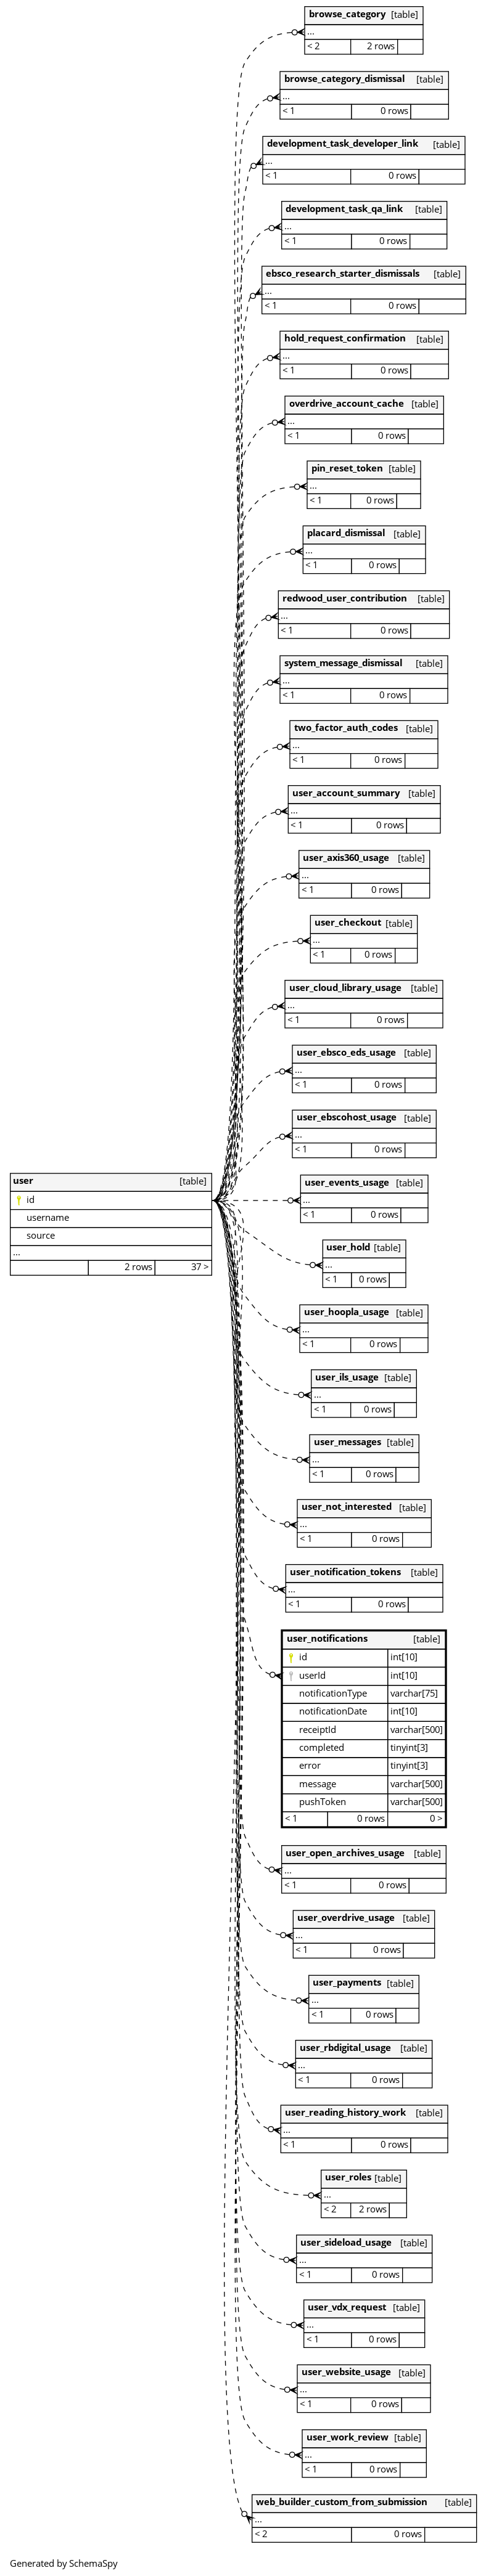 browse_category [table]
...
< 2 2 rows
browse_category_dismissal [table]
...
< 1 0 rows
development_task_developer_link [table]
...
< 1 0 rows
development_task_qa_link [table]
...
< 1 0 rows
ebsco_research_starter_dismissals [table]
...
< 1 0 rows
hold_request_confirmation [table]
...
< 1 0 rows
overdrive_account_cache [table]
...
< 1 0 rows
pin_reset_token [table]
...
< 1 0 rows
placard_dismissal [table]
...
< 1 0 rows
redwood_user_contribution [table]
...
< 1 0 rows
system_message_dismissal [table]
...
< 1 0 rows
two_factor_auth_codes [table]
...
< 1 0 rows
user_account_summary [table]
...
< 1 0 rows
user_axis360_usage [table]
...
< 1 0 rows
user_checkout [table]
...
< 1 0 rows
user_cloud_library_usage [table]
...
< 1 0 rows
user_ebsco_eds_usage [table]
...
< 1 0 rows
user_ebscohost_usage [table]
...
< 1 0 rows
user [table]
id
username
source
...
2 rows 37 >
user_events_usage [table]
...
< 1 0 rows
user_hold [table]
...
< 1 0 rows
user_hoopla_usage [table]
...
< 1 0 rows
user_ils_usage [table]
...
< 1 0 rows
user_messages [table]
...
< 1 0 rows
user_not_interested [table]
...
< 1 0 rows
user_notification_tokens [table]
...
< 1 0 rows
user_notifications [table]
id int[10]
userId int[10]
notificationType varchar[75]
notificationDate int[10]
receiptId varchar[500]
completed tinyint[3]
error tinyint[3]
message varchar[500]
pushToken varchar[500]
< 1 0 rows 0 >
user_open_archives_usage [table]
...
< 1 0 rows
user_overdrive_usage [table]
...
< 1 0 rows
user_payments [table]
...
< 1 0 rows
user_rbdigital_usage [table]
...
< 1 0 rows
user_reading_history_work [table]
...
< 1 0 rows
user_roles [table]
...
< 2 2 rows
user_sideload_usage [table]
...
< 1 0 rows
user_vdx_request [table]
...
< 1 0 rows
user_website_usage [table]
...
< 1 0 rows
user_work_review [table]
...
< 1 0 rows
web_builder_custom_from_submission [table]
...
< 2 0 rows
Generated by SchemaSpy